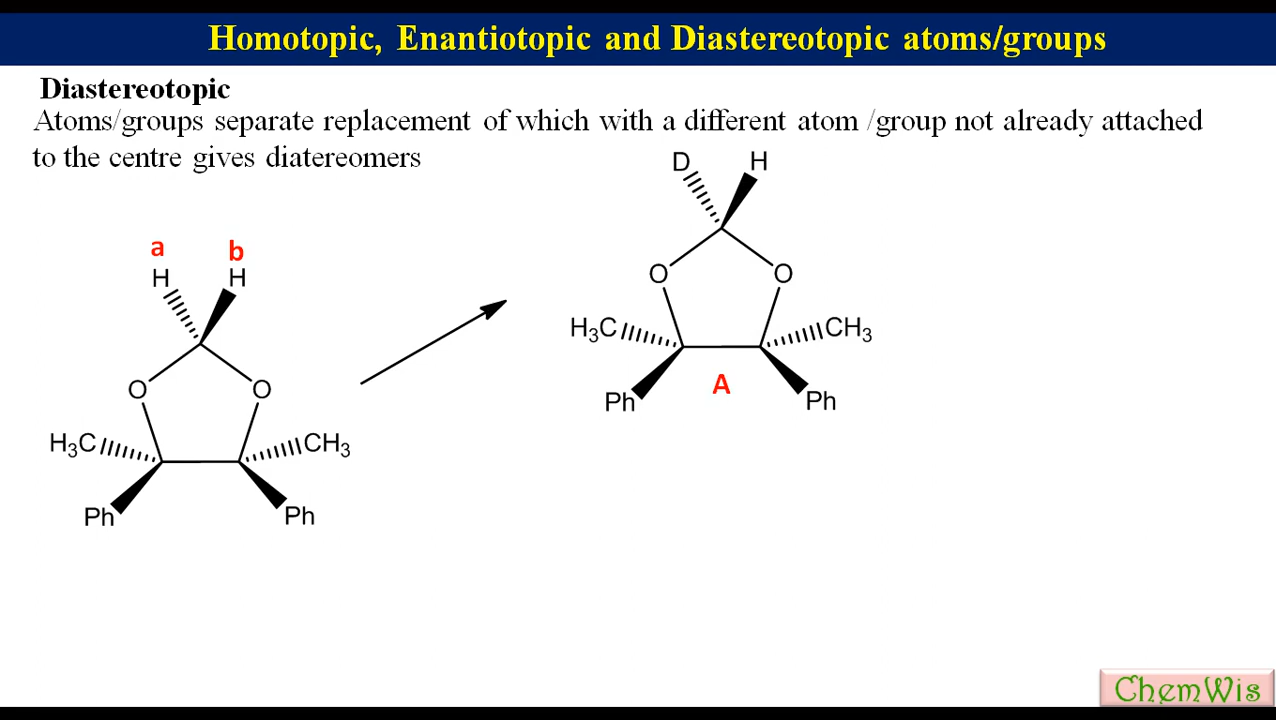 Homotopic, Enantiotopic and Diastereotopic atoms/groups
Diastereotopic
Atoms/groups separate replacement of which with a different atom /group not already attached
to the centre gives diatereomers
D H
a b
H H
O O
H₃C CH₃
A
Ph Ph
O O
H₃C CH₃
Ph Ph
ChemWis